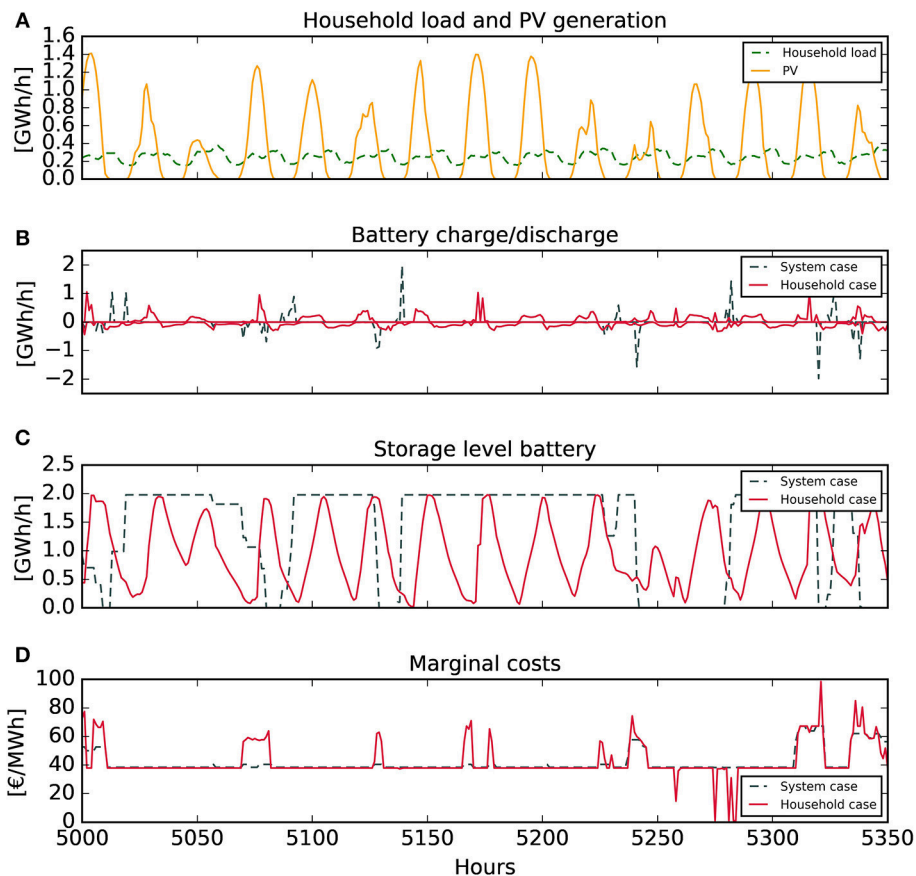 A
Household load and PV generation
1.6
1.4
1.2
1.0
0.8
0.6
0.4
0.2
0.0
[GWh/h]
Household load
PV
B
Battery charge/discharge
2
1
0
−1
−2
[GWh/h]
System case
Household case
C
Storage level battery
2.5
2.0
1.5
1.0
0.5
0.0
[GWh/h]
System case
Household case
D
Marginal costs
100
80
60
40
20
0
[€/MWh]
System case
Household case
5000 5050 5100 5150 5200 5250 5300 5350
Hours